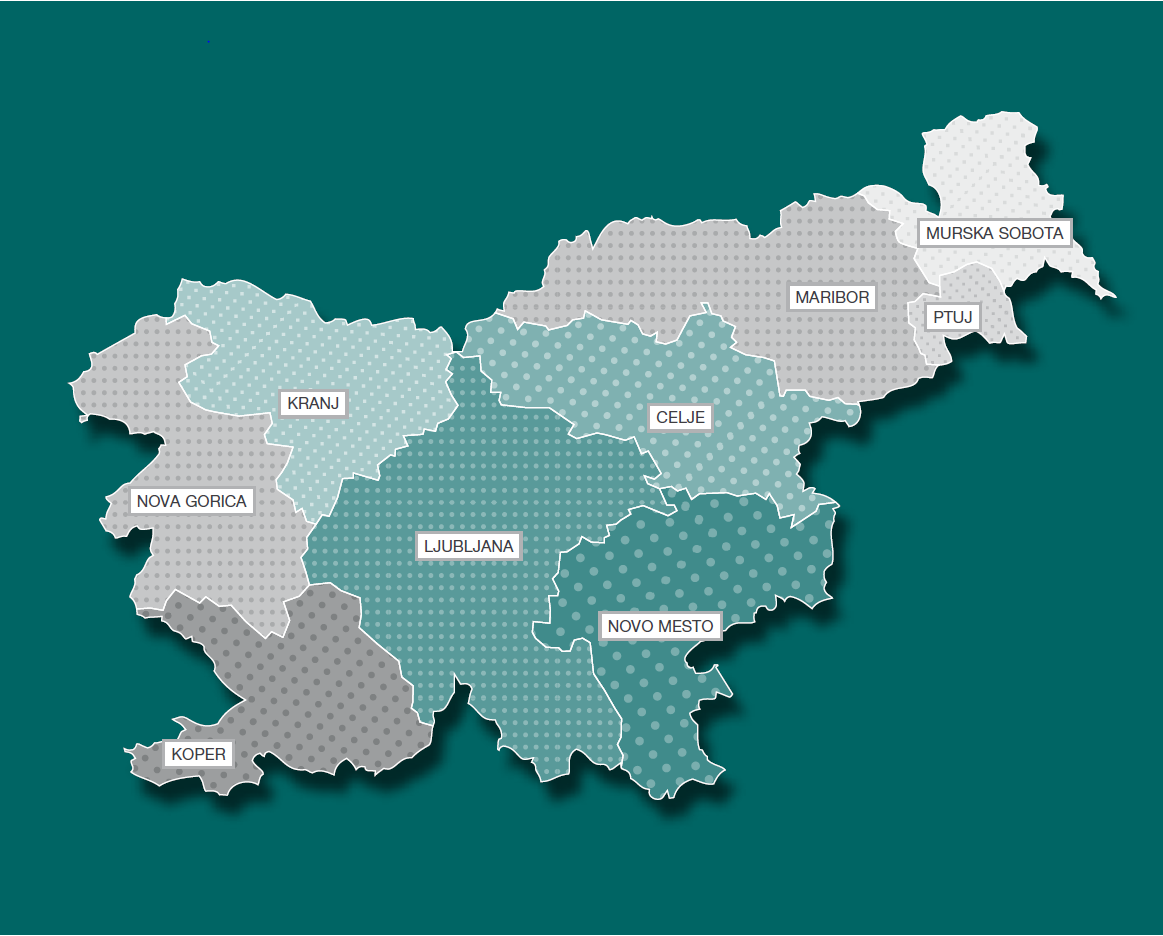 MURSKA SOBOTA
MARIBOR
PTUJ
KRANJ
CELJE
NOVA GORICA
LJUBLJANA
NOVO MESTO
KOPER